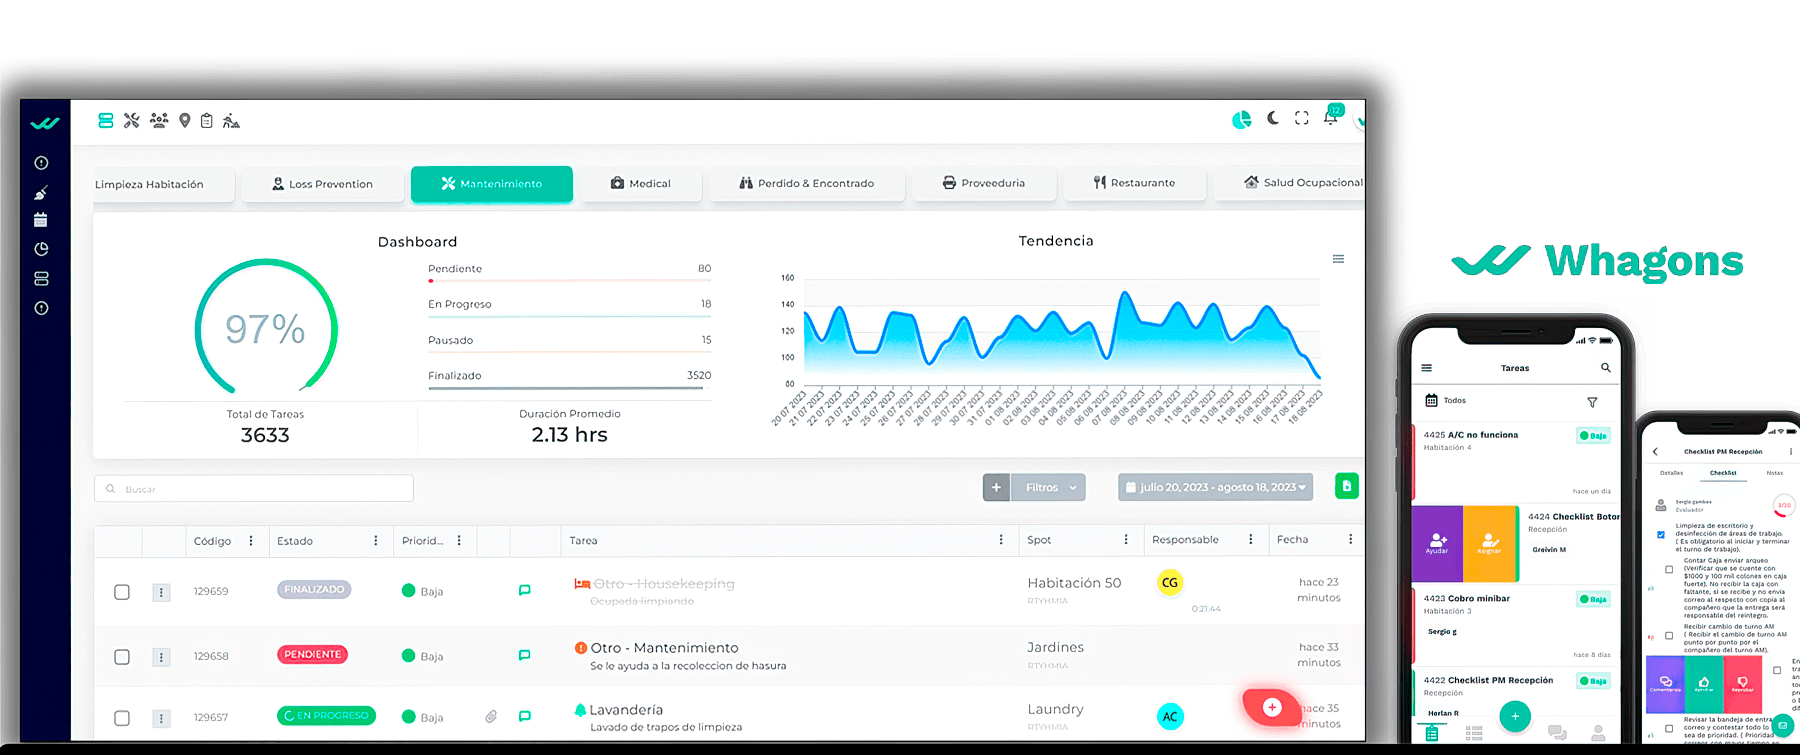 12
Limpieza Habitación
Loss Prevention
Mantenimiento
Medical
Perdido & Encontrado
Proveeduria
Restaurante
Salud Ocupacional
Dashboard
97%
Pendiente 80
En Progreso 18
Pausado 15
Finalizado 3520
Total de Tareas
3633
Duración Promedio
2.13 hrs
Tendencia
160
140
120
100
80
20 07 2023
21 07 2023
22 07 2023
23 07 2023
24 07 2023
25 07 2023
26 07 2023
27 07 2023
28 07 2023
29 07 2023
30 07 2023
31 07 2023
01 08 2023
02 08 2023
03 08 2023
04 08 2023
05 08 2023
06 08 2023
07 08 2023
08 08 2023
09 08 2023
10 08 2023
11 08 2023
12 08 2023
13 08 2023
14 08 2023
15 08 2023
16 08 2023
17 08 2023
18 08 2023
Buscar
+ Filtros
julio 20, 2023 - agosto 18, 2023
Código Estado Priorid... Tarea Spot Responsable Fecha
129659 FINALIZADO Baja Otro - Housekeeping Habitación 50 CG hace 23
Ocupada limpiando RTYHMIA 0:21:44 minutos
129658 PENDIENTE Baja Otro - Mantenimiento Jardines hace 33
Se le ayuda a la recoleccion de hasura RTYHMIA minutos
129657 EN PROGRESO Baja Lavandería Laundry AC hace 35
Lavado de trapos de limpieza RTYHMIA minutos
Whagons
Tareas
Todos
4425 A/C no funciona Baja
Habitación 4
hace un dia
Ayudar
Asignar
4424 Checklist Boton
Recepción
Greivin M
4423 Cobro minibar Baja
Habitación 3
Sergio g
hace 6 dias
4422 Checklist PM Recepción Baja
Recepción
Horlan R
Checklist PM Recepción
Detalles Checklist Notas
Sergio gamboa
Evaluador
3/20
Limpieza de escritorio y
desinfección de áreas de trabajo.
( Es obligatorio al iniciar y terminar
el turno de trabajo).
Contar Caja enviar arqueo
(Verificar que se cuente con
$1000 y 100 mil colones en caja
fuerte). No recibir la caja con
faltante, si se recibe y no envia
correo al respecto con copia al
compañero que la entrega será
responsable del reintegro.
Recibir cambio de turno AM
( Recibir el cambio de turno AM
punto por punto por el
compañero del turno AM).
Comentarios
Aprobar
Reprobar
Revisar la bandeja de entra
correo y contestar todo lo
sea de prioridad. ( Prioridad